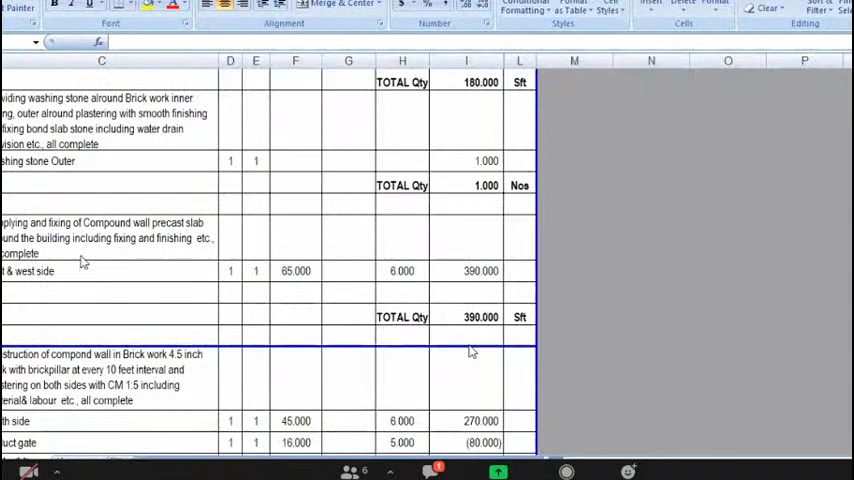 Painter
Font
Alignment
Merge & Center
Number
Conditional
Formatting
Format
as Table
Cell
Styles
Styles
Insert
Delete
Format
Cells
Clear
Sort &
Filter
Find &
Select
Editing
C D E F G H I L M N O P
TOTAL Qty 180.000 Sft
viding washing stone alround Brick work inner
ng, outer alround plastering with smooth finishing
fixing bond slab stone including water drain
vision etc., all complete
shing stone Outer 1 1 1.000
TOTAL Qty 1.000 Nos
pplying and fixing of Compound wall precast slab
ound the building including fixing and finishing etc.,
complete
t & west side 1 1 65.000 6.000 390.000
TOTAL Qty 390.000 Sft
struction of compond wall in Brick work 4.5 inch
k with brickpillar at every 10 feet interval and
stering on both sides with CM 1:5 including
terial& labour etc., all complete
th side 1 1 45.000 6.000 270.000
uct gate 1 1 16.000 5.000 (80.000)
6
1